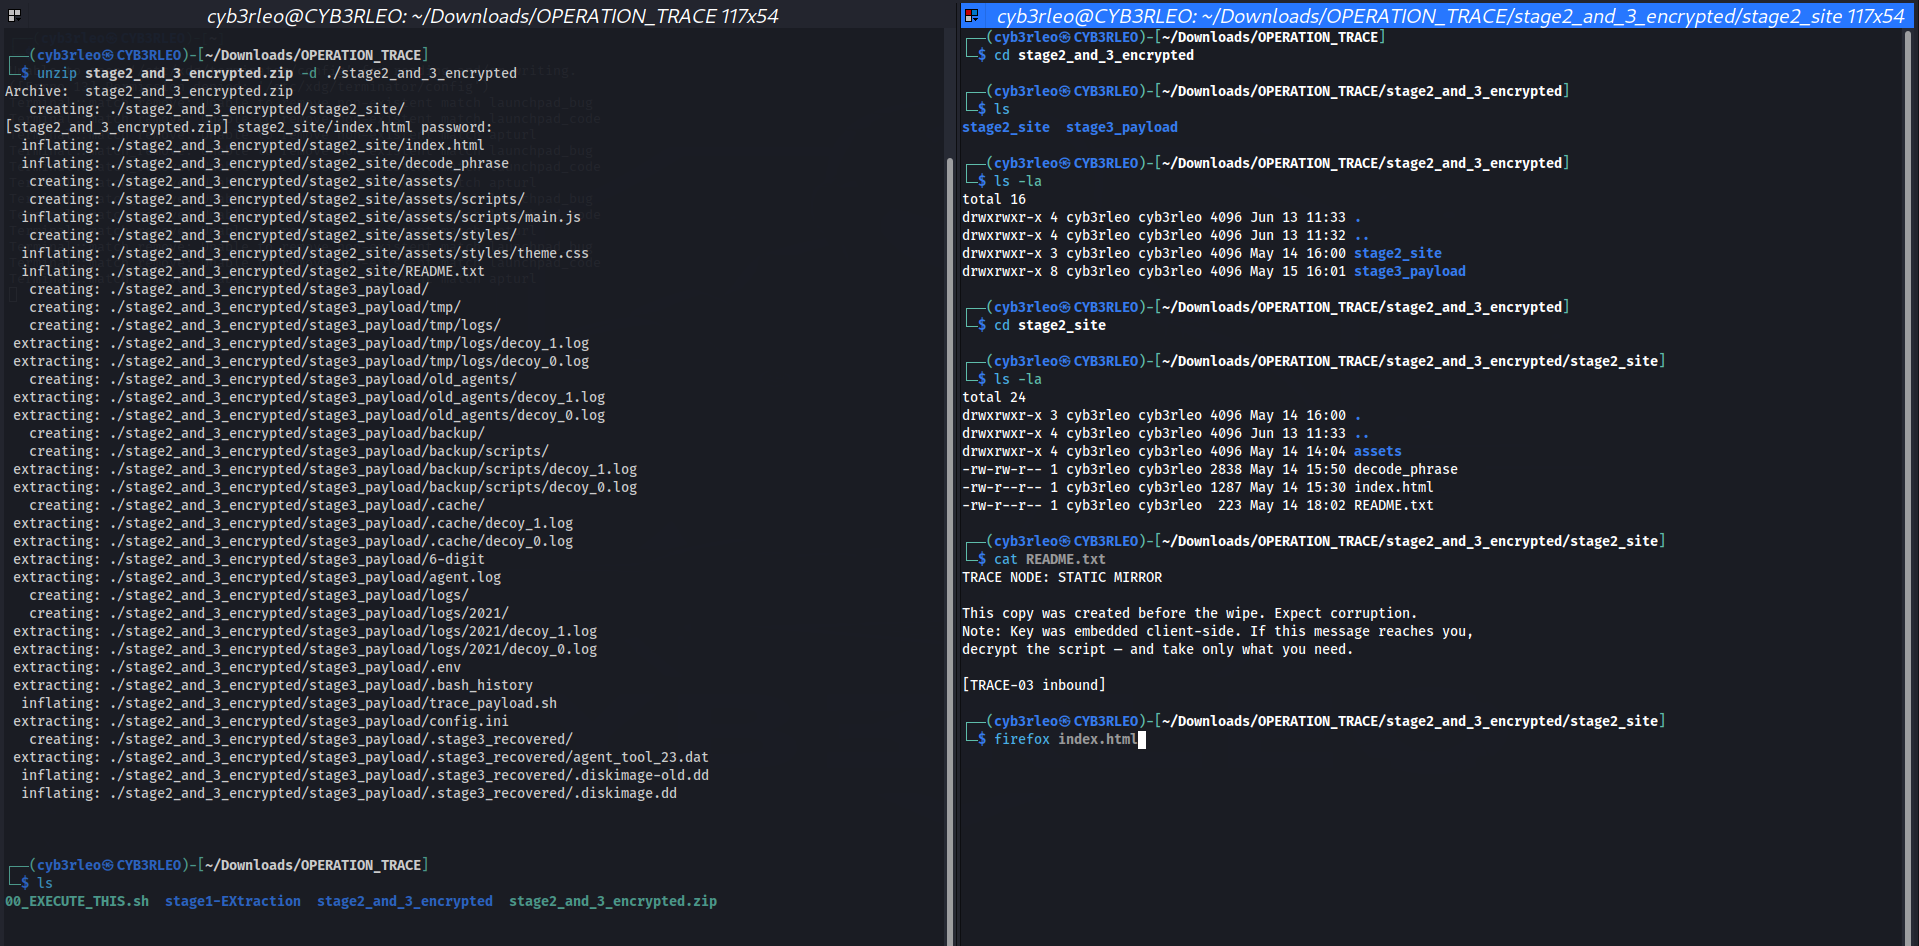 cyb3rleo@CYB3RLEO: ~/Downloads/OPERATION_TRACE 117x54
┌──(cyb3rleo㉿CYB3RLEO)-[~/Downloads/OPERATION_TRACE]
└─$ unzip stage2_and_3_encrypted.zip -d ./stage2_and_3_encrypted
Archive:  stage2_and_3_encrypted.zip
   creating: ./stage2_and_3_encrypted/stage2_site/
[stage2_and_3_encrypted.zip] stage2_site/index.html password:
  inflating: ./stage2_and_3_encrypted/stage2_site/index.html
  inflating: ./stage2_and_3_encrypted/stage2_site/decode_phrase
   creating: ./stage2_and_3_encrypted/stage2_site/assets/
   creating: ./stage2_and_3_encrypted/stage2_site/assets/scripts/
  inflating: ./stage2_and_3_encrypted/stage2_site/assets/scripts/main.js
   creating: ./stage2_and_3_encrypted/stage2_site/assets/styles/
  inflating: ./stage2_and_3_encrypted/stage2_site/assets/styles/theme.css
  inflating: ./stage2_and_3_encrypted/stage2_site/README.txt
   creating: ./stage2_and_3_encrypted/stage3_payload/
   creating: ./stage2_and_3_encrypted/stage3_payload/tmp/
   creating: ./stage2_and_3_encrypted/stage3_payload/tmp/logs/
 extracting: ./stage2_and_3_encrypted/stage3_payload/tmp/logs/decoy_1.log
 extracting: ./stage2_and_3_encrypted/stage3_payload/tmp/logs/decoy_0.log
   creating: ./stage2_and_3_encrypted/stage3_payload/old_agents/
 extracting: ./stage2_and_3_encrypted/stage3_payload/old_agents/decoy_1.log
 extracting: ./stage2_and_3_encrypted/stage3_payload/old_agents/decoy_0.log
   creating: ./stage2_and_3_encrypted/stage3_payload/backup/
   creating: ./stage2_and_3_encrypted/stage3_payload/backup/scripts/
 extracting: ./stage2_and_3_encrypted/stage3_payload/backup/scripts/decoy_1.log
 extracting: ./stage2_and_3_encrypted/stage3_payload/backup/scripts/decoy_0.log
   creating: ./stage2_and_3_encrypted/stage3_payload/.cache/
 extracting: ./stage2_and_3_encrypted/stage3_payload/.cache/decoy_1.log
 extracting: ./stage2_and_3_encrypted/stage3_payload/.cache/decoy_0.log
 extracting: ./stage2_and_3_encrypted/stage3_payload/6-digit
 extracting: ./stage2_and_3_encrypted/stage3_payload/agent.log
   creating: ./stage2_and_3_encrypted/stage3_payload/logs/
   creating: ./stage2_and_3_encrypted/stage3_payload/logs/2021/
 extracting: ./stage2_and_3_encrypted/stage3_payload/logs/2021/decoy_1.log
 extracting: ./stage2_and_3_encrypted/stage3_payload/logs/2021/decoy_0.log
 extracting: ./stage2_and_3_encrypted/stage3_payload/.env
 extracting: ./stage2_and_3_encrypted/stage3_payload/.bash_history
  inflating: ./stage2_and_3_encrypted/stage3_payload/trace_payload.sh
 extracting: ./stage2_and_3_encrypted/stage3_payload/config.ini
   creating: ./stage2_and_3_encrypted/stage3_payload/.stage3_recovered/
 extracting: ./stage2_and_3_encrypted/stage3_payload/.stage3_recovered/agent_tool_23.dat
  inflating: ./stage2_and_3_encrypted/stage3_payload/.stage3_recovered/.diskimage-old.dd
  inflating: ./stage2_and_3_encrypted/stage3_payload/.stage3_recovered/.diskimage.dd
┌──(cyb3rleo㉿CYB3RLEO)-[~/Downloads/OPERATION_TRACE]
└─$ ls
00_EXECUTE_THIS.sh  stage1-EXtraction  stage2_and_3_encrypted  stage2_and_3_encrypted.zip
cyb3rleo@CYB3RLEO: ~/Downloads/OPERATION_TRACE/stage2_and_3_encrypted/stage2_site 117x54
┌──(cyb3rleo㉿CYB3RLEO)-[~/Downloads/OPERATION_TRACE]
└─$ cd stage2_and_3_encrypted
┌──(cyb3rleo㉿CYB3RLEO)-[~/Downloads/OPERATION_TRACE/stage2_and_3_encrypted]
└─$ ls
stage2_site  stage3_payload
┌──(cyb3rleo㉿CYB3RLEO)-[~/Downloads/OPERATION_TRACE/stage2_and_3_encrypted]
└─$ ls -la
total 16
drwxrwxr-x 4 cyb3rleo cyb3rleo 4096 Jun 13 11:33 .
drwxrwxr-x 4 cyb3rleo cyb3rleo 4096 Jun 13 11:32 ..
drwxrwxr-x 3 cyb3rleo cyb3rleo 4096 May 14 16:00 stage2_site
drwxrwxr-x 8 cyb3rleo cyb3rleo 4096 May 15 16:01 stage3_payload
┌──(cyb3rleo㉿CYB3RLEO)-[~/Downloads/OPERATION_TRACE/stage2_and_3_encrypted]
└─$ cd stage2_site
┌──(cyb3rleo㉿CYB3RLEO)-[~/Downloads/OPERATION_TRACE/stage2_and_3_encrypted/stage2_site]
└─$ ls -la
total 24
drwxrwxr-x 3 cyb3rleo cyb3rleo 4096 May 14 16:00 .
drwxrwxr-x 4 cyb3rleo cyb3rleo 4096 Jun 13 11:33 ..
drwxrwxr-x 4 cyb3rleo cyb3rleo 4096 May 14 14:04 assets
-rw-rw-r-- 1 cyb3rleo cyb3rleo 2838 May 14 15:50 decode_phrase
-rw-r--r-- 1 cyb3rleo cyb3rleo 1287 May 14 15:30 index.html
-rw-r--r-- 1 cyb3rleo cyb3rleo  223 May 14 18:02 README.txt
┌──(cyb3rleo㉿CYB3RLEO)-[~/Downloads/OPERATION_TRACE/stage2_and_3_encrypted/stage2_site]
└─$ cat README.txt
TRACE NODE: STATIC MIRROR
This copy was created before the wipe. Expect corruption.
Note: Key was embedded client-side. If this message reaches you,
decrypt the script — and take only what you need.
[TRACE-03 inbound]
┌──(cyb3rleo㉿CYB3RLEO)-[~/Downloads/OPERATION_TRACE/stage2_and_3_encrypted/stage2_site]
└─$ firefox index.html